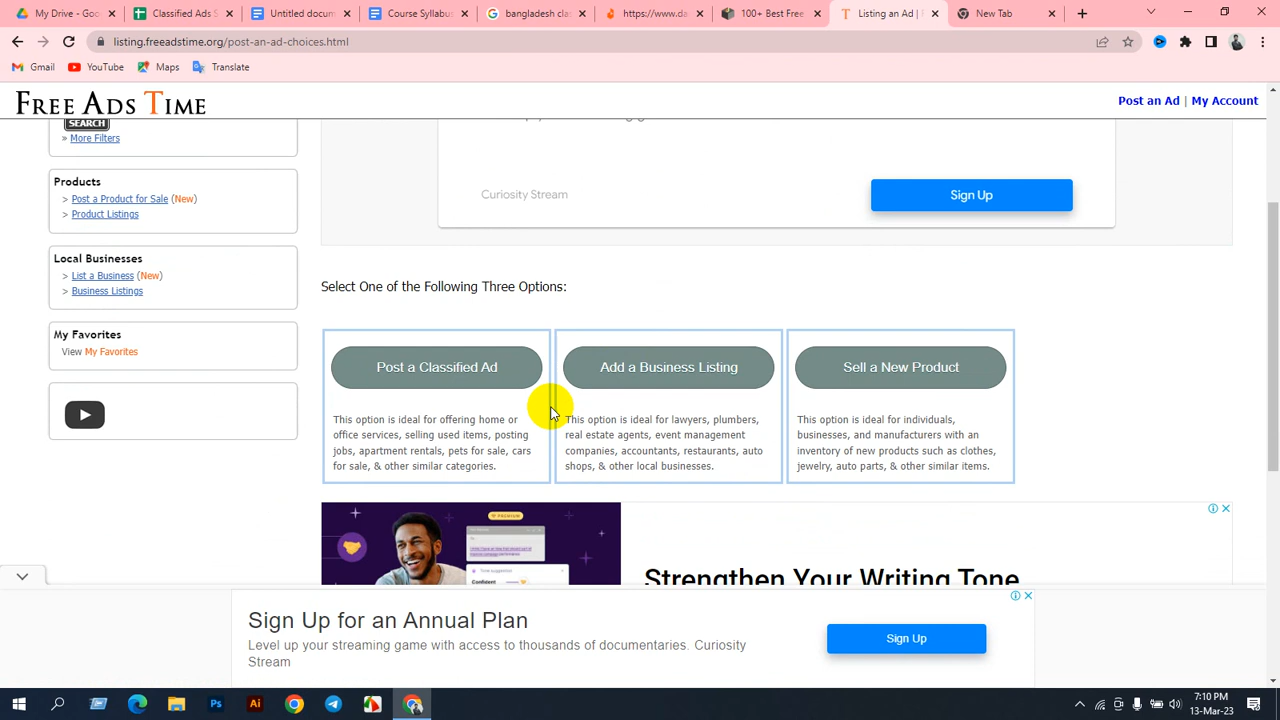 Classified Ads S
Untitled docum
Course Syllabus
bangladesh clas
https://www.da
100+ Best Free
Listing an Ad |
New Tab
listing.freeadstime.org/post-an-ad-choices.html
Gmail
YouTube
Maps
Translate
FREE ADS TIME
Post an Ad | My Account
SEARCH
» More Filters
Products
> Post a Product for Sale (New)
> Product Listings
Local Businesses
> List a Business (New)
> Business Listings
My Favorites
View My Favorites
Curiosity Stream
Sign Up
Select One of the Following Three Options:
Post a Classified Ad
This option is ideal for offering home or
office services, selling used items, posting
jobs, apartment rentals, pets for sale, cars
for sale, & other similar categories.
Add a Business Listing
This option is ideal for lawyers, plumbers,
real estate agents, event management
companies, accountants, restaurants, auto
shops, & other local businesses.
Sell a New Product
This option is ideal for individuals,
businesses, and manufacturers with an
inventory of new products such as clothes,
jewelry, auto parts, & other similar items.
PREMIUM
Tone suggestion
Confident
Strengthen Your Writing Tone
Sign Up for an Annual Plan
Level up your streaming game with access to thousands of documentaries. Curiosity
Stream
Sign Up
7:10 PM
13-Mar-23